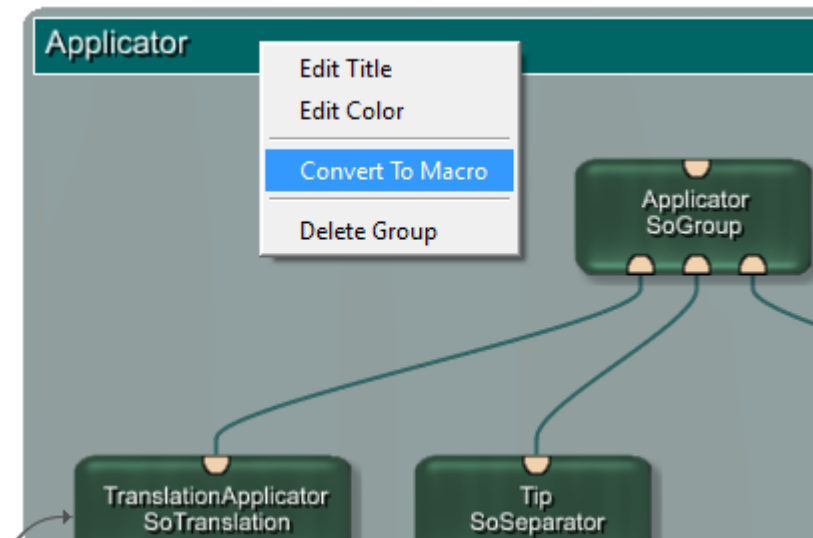 Applicator
Edit Title
Edit Color
Convert To Macro
Delete Group
Applicator
SoGroup
TranslationApplicator
SoTranslation
Tip
SoSeparator